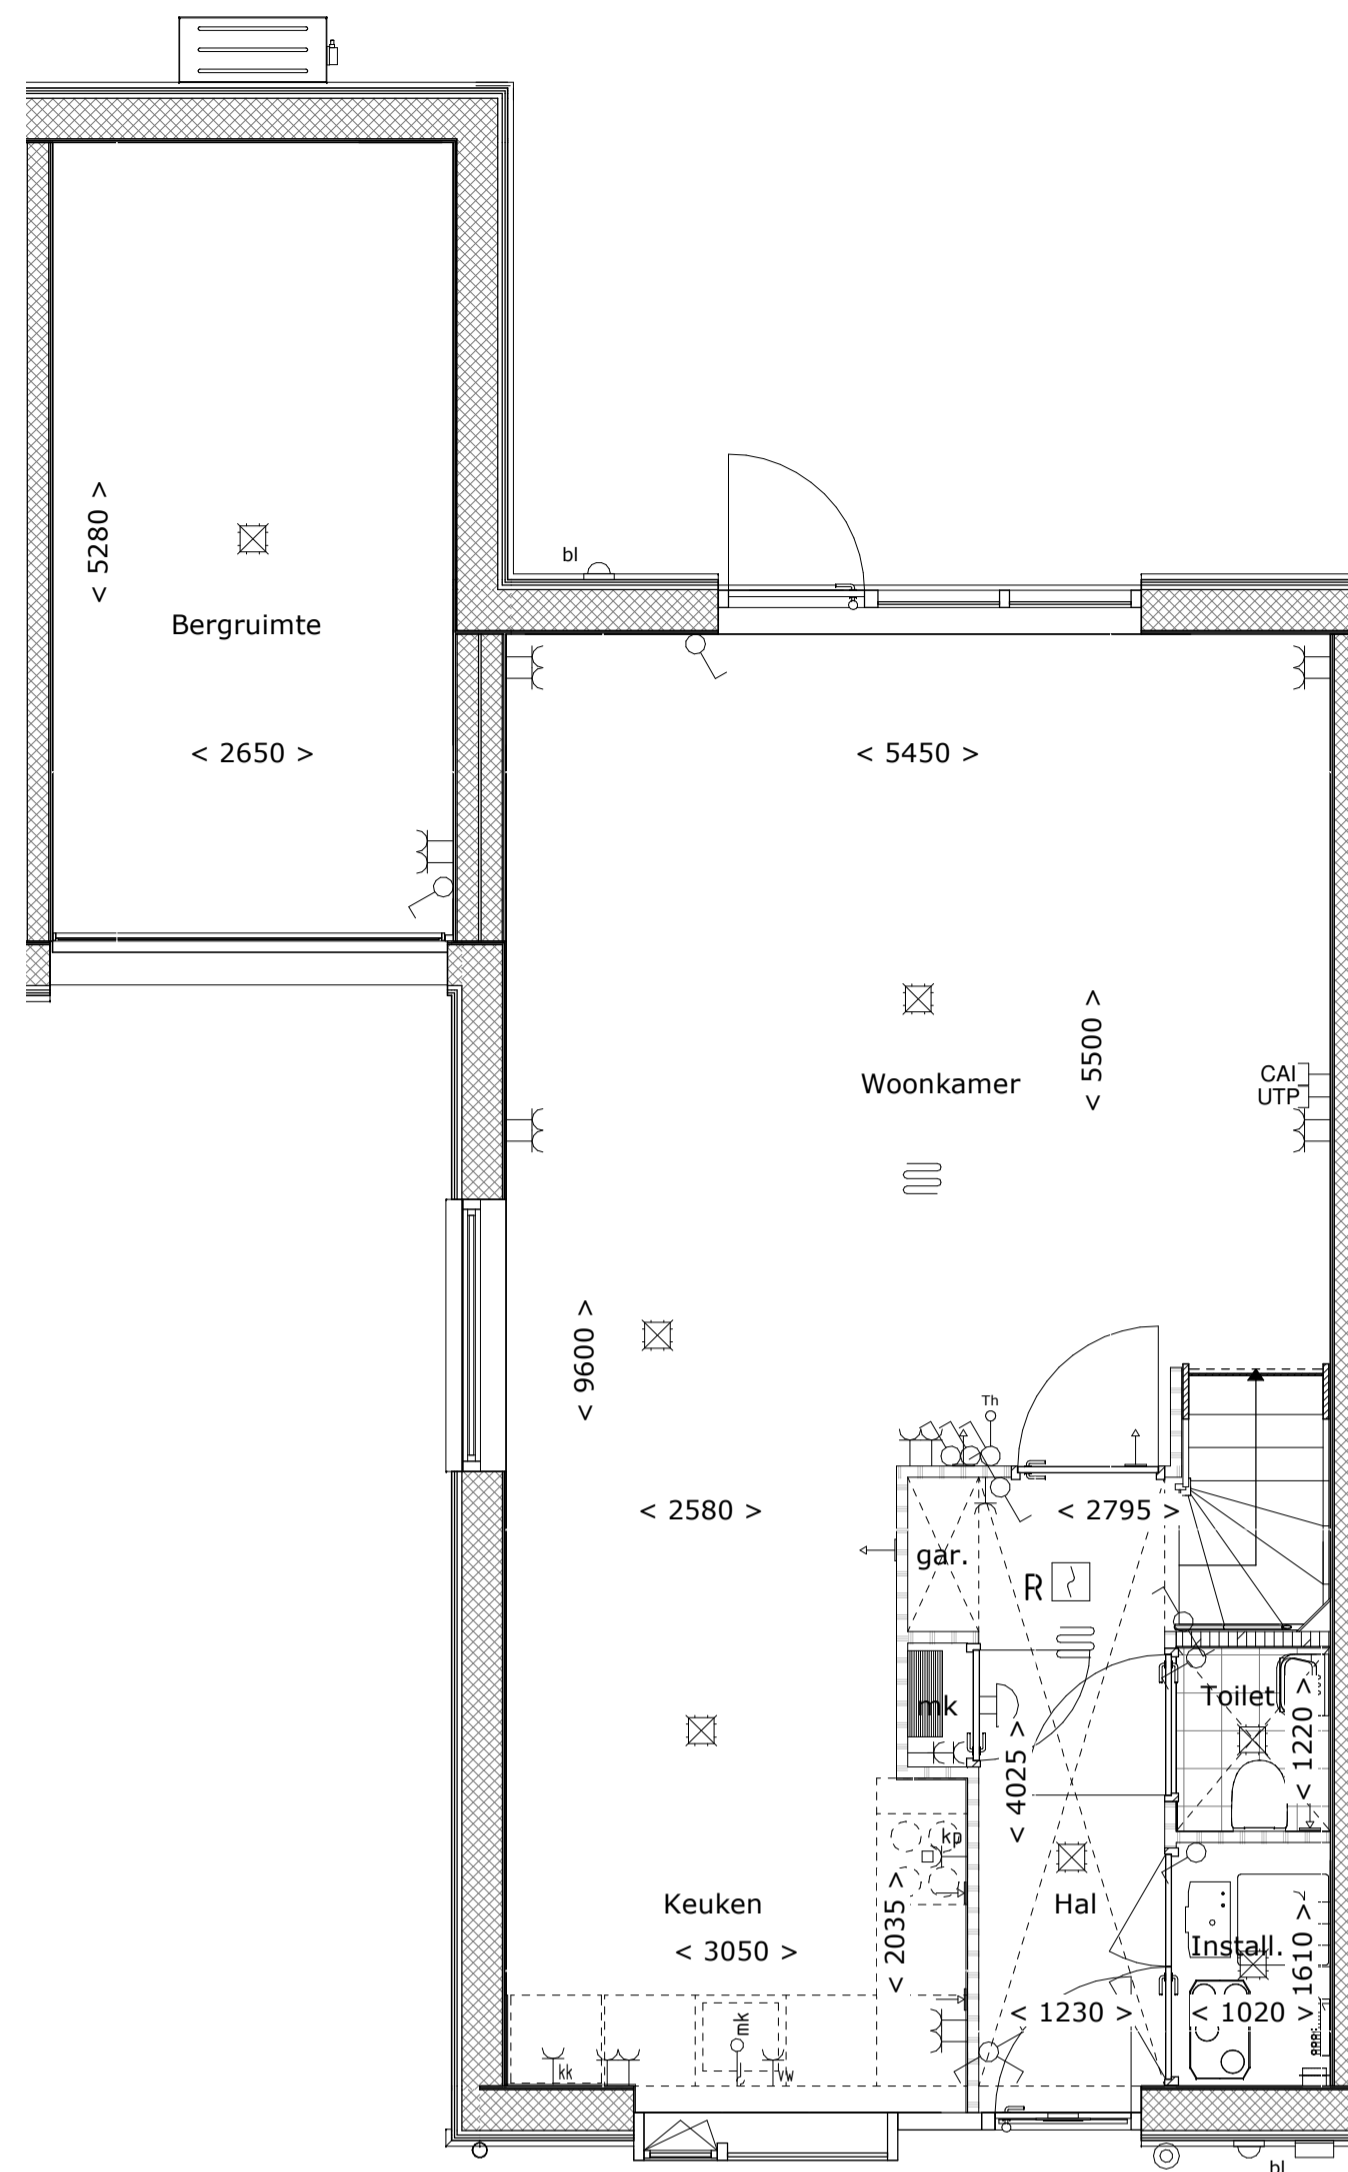 bl
< 5280 >
Bergruimte
< 2650 >
< 5450 >
< 5500 >
CAI
UTP
Woonkamer
< 9600 >
Th
< 2580 >
< 2795 >
gar.
R
mk
Toilet
< 1220 >
< 4025 >
kp
Keuken
< 3050 >
< 2035 >
Hal
Install.
1610 >
< 1230 >
< 1020 >
mk
kk
vw
bl